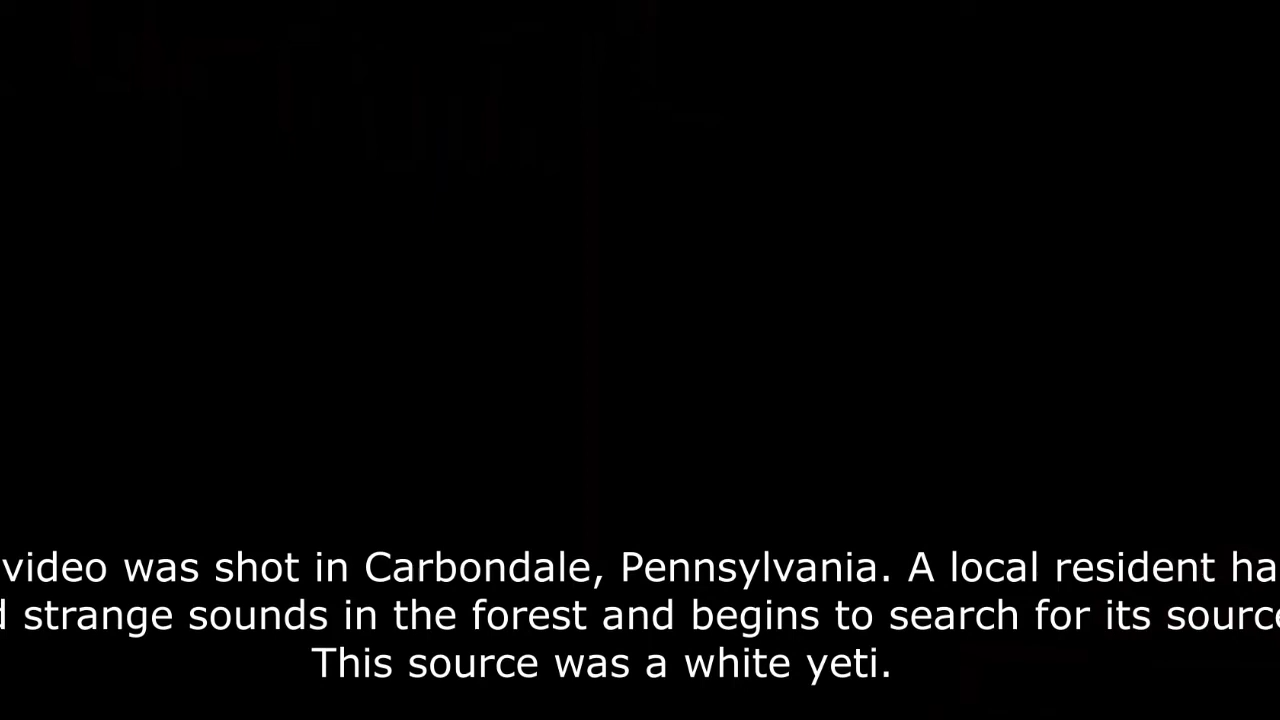 video was shot in Carbondale, Pennsylvania. A local resident ha
strange sounds in the forest and begins to search for its source
This source was a white yeti.